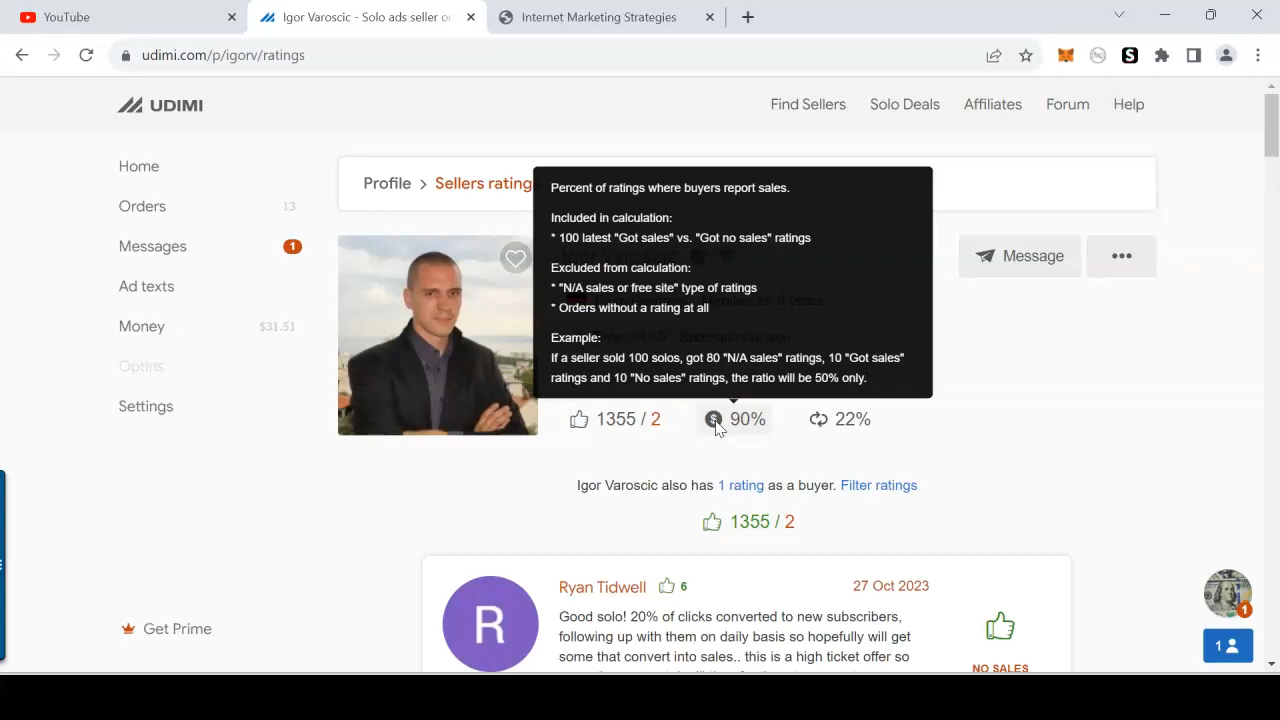 YouTube
Igor Varoscic - Solo ads seller o
Internet Marketing Strategies
udimi.com/p/igorv/ratings
UDIMI
Find Sellers
Solo Deals
Affiliates
Forum
Help
Home
Orders 13
Messages 1
Ad texts
Money $31.51
Optins
Settings
Get Prime
Profile > Sellers rating
Percent of ratings where buyers report sales.
Included in calculation:
* 100 latest "Got sales" vs. "Got no sales" ratings
Excluded from calculation:
* "N/A sales or free site" type of ratings
* Orders without a rating at all
Example:
If a seller sold 100 solos, got 80 "N/A sales" ratings, 10 "Got sales"
ratings and 10 "No sales" ratings, the ratio will be 50% only.
Message
1355 / 2
$ 90%
22%
Igor Varoscic also has 1 rating as a buyer. Filter ratings
1355 / 2
R
Ryan Tidwell 6
27 Oct 2023
Good solo! 20% of clicks converted to new subscribers,
following up with them on daily basis so hopefully will get
some that convert into sales.. this is a high ticket offer so
NO SALES
1
1